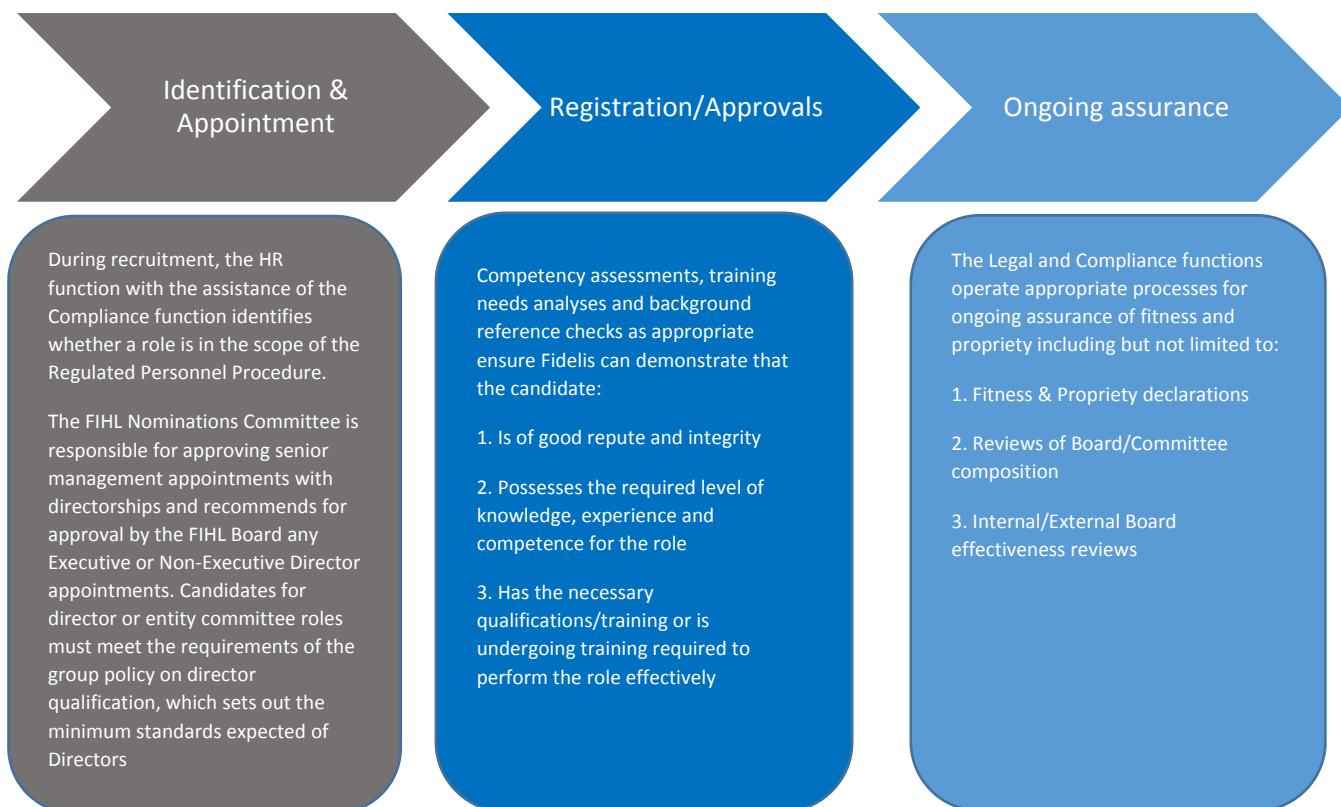 Identification &
Appointment
Registration/Approvals
Ongoing assurance
During recruitment, the HR
function with the assistance of the
Compliance function identifies
whether a role is in the scope of the
Regulated Personnel Procedure.
The FIHL Nominations Committee is
responsible for approving senior
management appointments with
directorships and recommends for
approval by the FIHL Board any
Executive or Non-Executive Director
appointments. Candidates for
director or entity committee roles
must meet the requirements of the
group policy on director
qualification, which sets out the
minimum standards expected of
Directors
Competency assessments, training
needs analyses and background
reference checks as appropriate
ensure Fidelis can demonstrate that
the candidate:
1. Is of good repute and integrity
2. Possesses the required level of
knowledge, experience and
competence for the role
3. Has the necessary
qualifications/training or is
undergoing training required to
perform the role effectively
The Legal and Compliance functions
operate appropriate processes for
ongoing assurance of fitness and
propriety including but not limited to:
1. Fitness & Propriety declarations
2. Reviews of Board/Committee
composition
3. Internal/External Board
effectiveness reviews